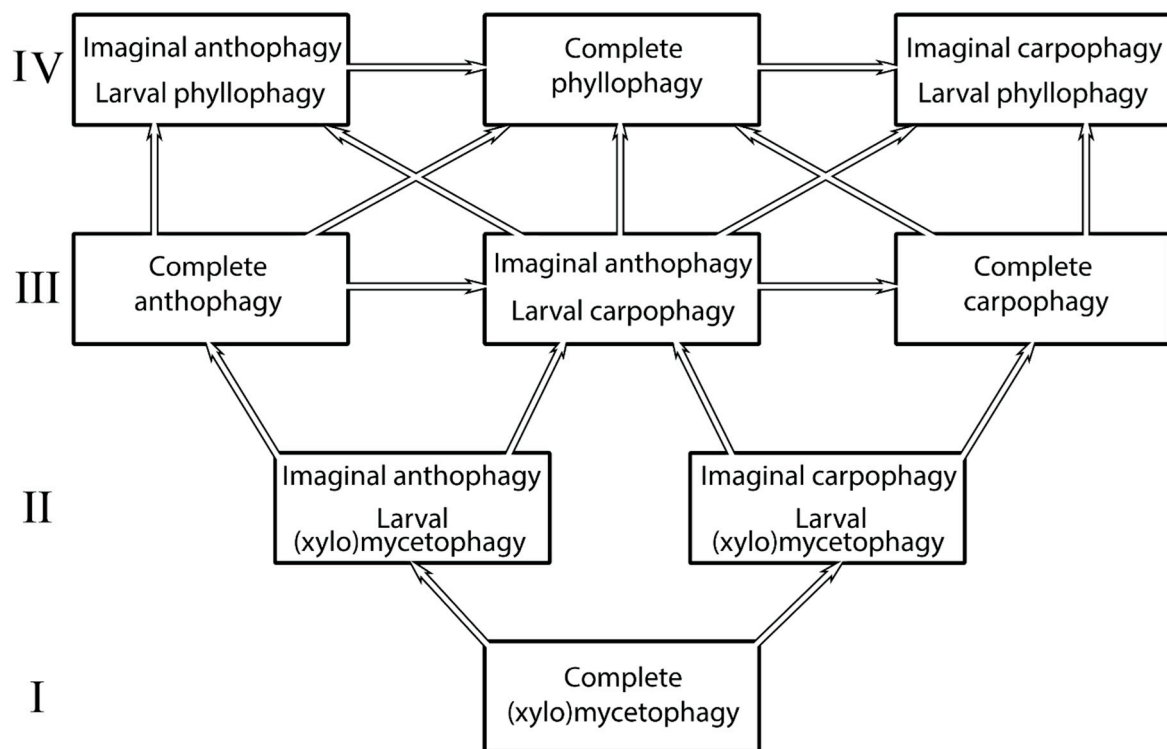 IV
Imaginal anthophagy
Larval phyllophagy
Complete
phyllophagy
Imaginal carpophagy
Larval phyllophagy
III
Complete
anthophagy
Imaginal anthophagy
Larval carpophagy
Complete
carpophagy
II
Imaginal anthophagy
Larval
(xylo)mycetophagy
Imaginal carpophagy
Larval
(xylo)mycetophagy
I
Complete
(xylo)mycetophagy